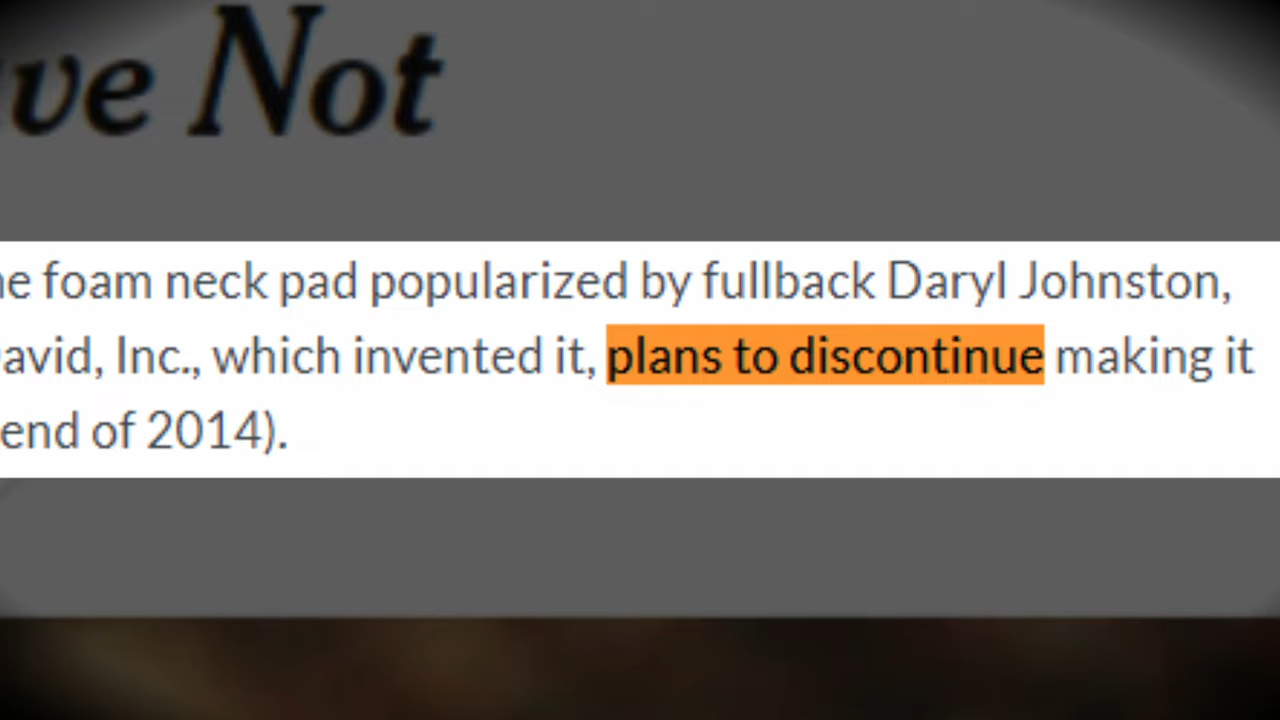 ve Not
he foam neck pad popularized by fullback Daryl Johnston,
avid, Inc., which invented it, plans to discontinue making it
end of 2014).